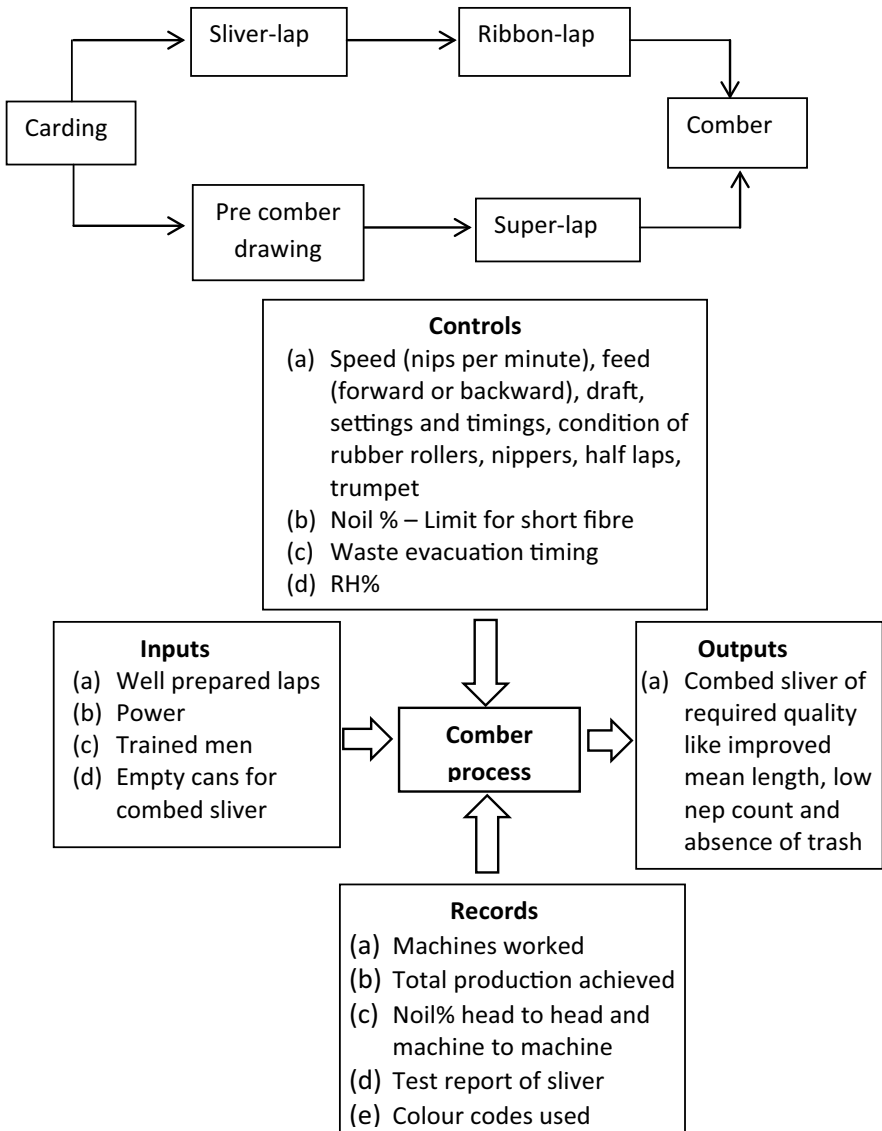 Sliver-lap
Ribbon-lap
Carding
Comber
Pre comber
drawing
Super-lap
Controls
(a) Speed (nips per minute), feed
(forward or backward), draft,
settings and timings, condition of
rubber rollers, nippers, half laps,
trumpet
(b) Noil % – Limit for short fibre
(c) Waste evacuation timing
(d) RH%
Inputs
(a) Well prepared laps
(b) Power
(c) Trained men
(d) Empty cans for
combed sliver
Comber
process
Outputs
(a) Combed sliver of
required quality
like improved
mean length, low
nep count and
absence of trash
Records
(a) Machines worked
(b) Total production achieved
(c) Noil% head to head and
machine to machine
(d) Test report of sliver
(e) Colour codes used